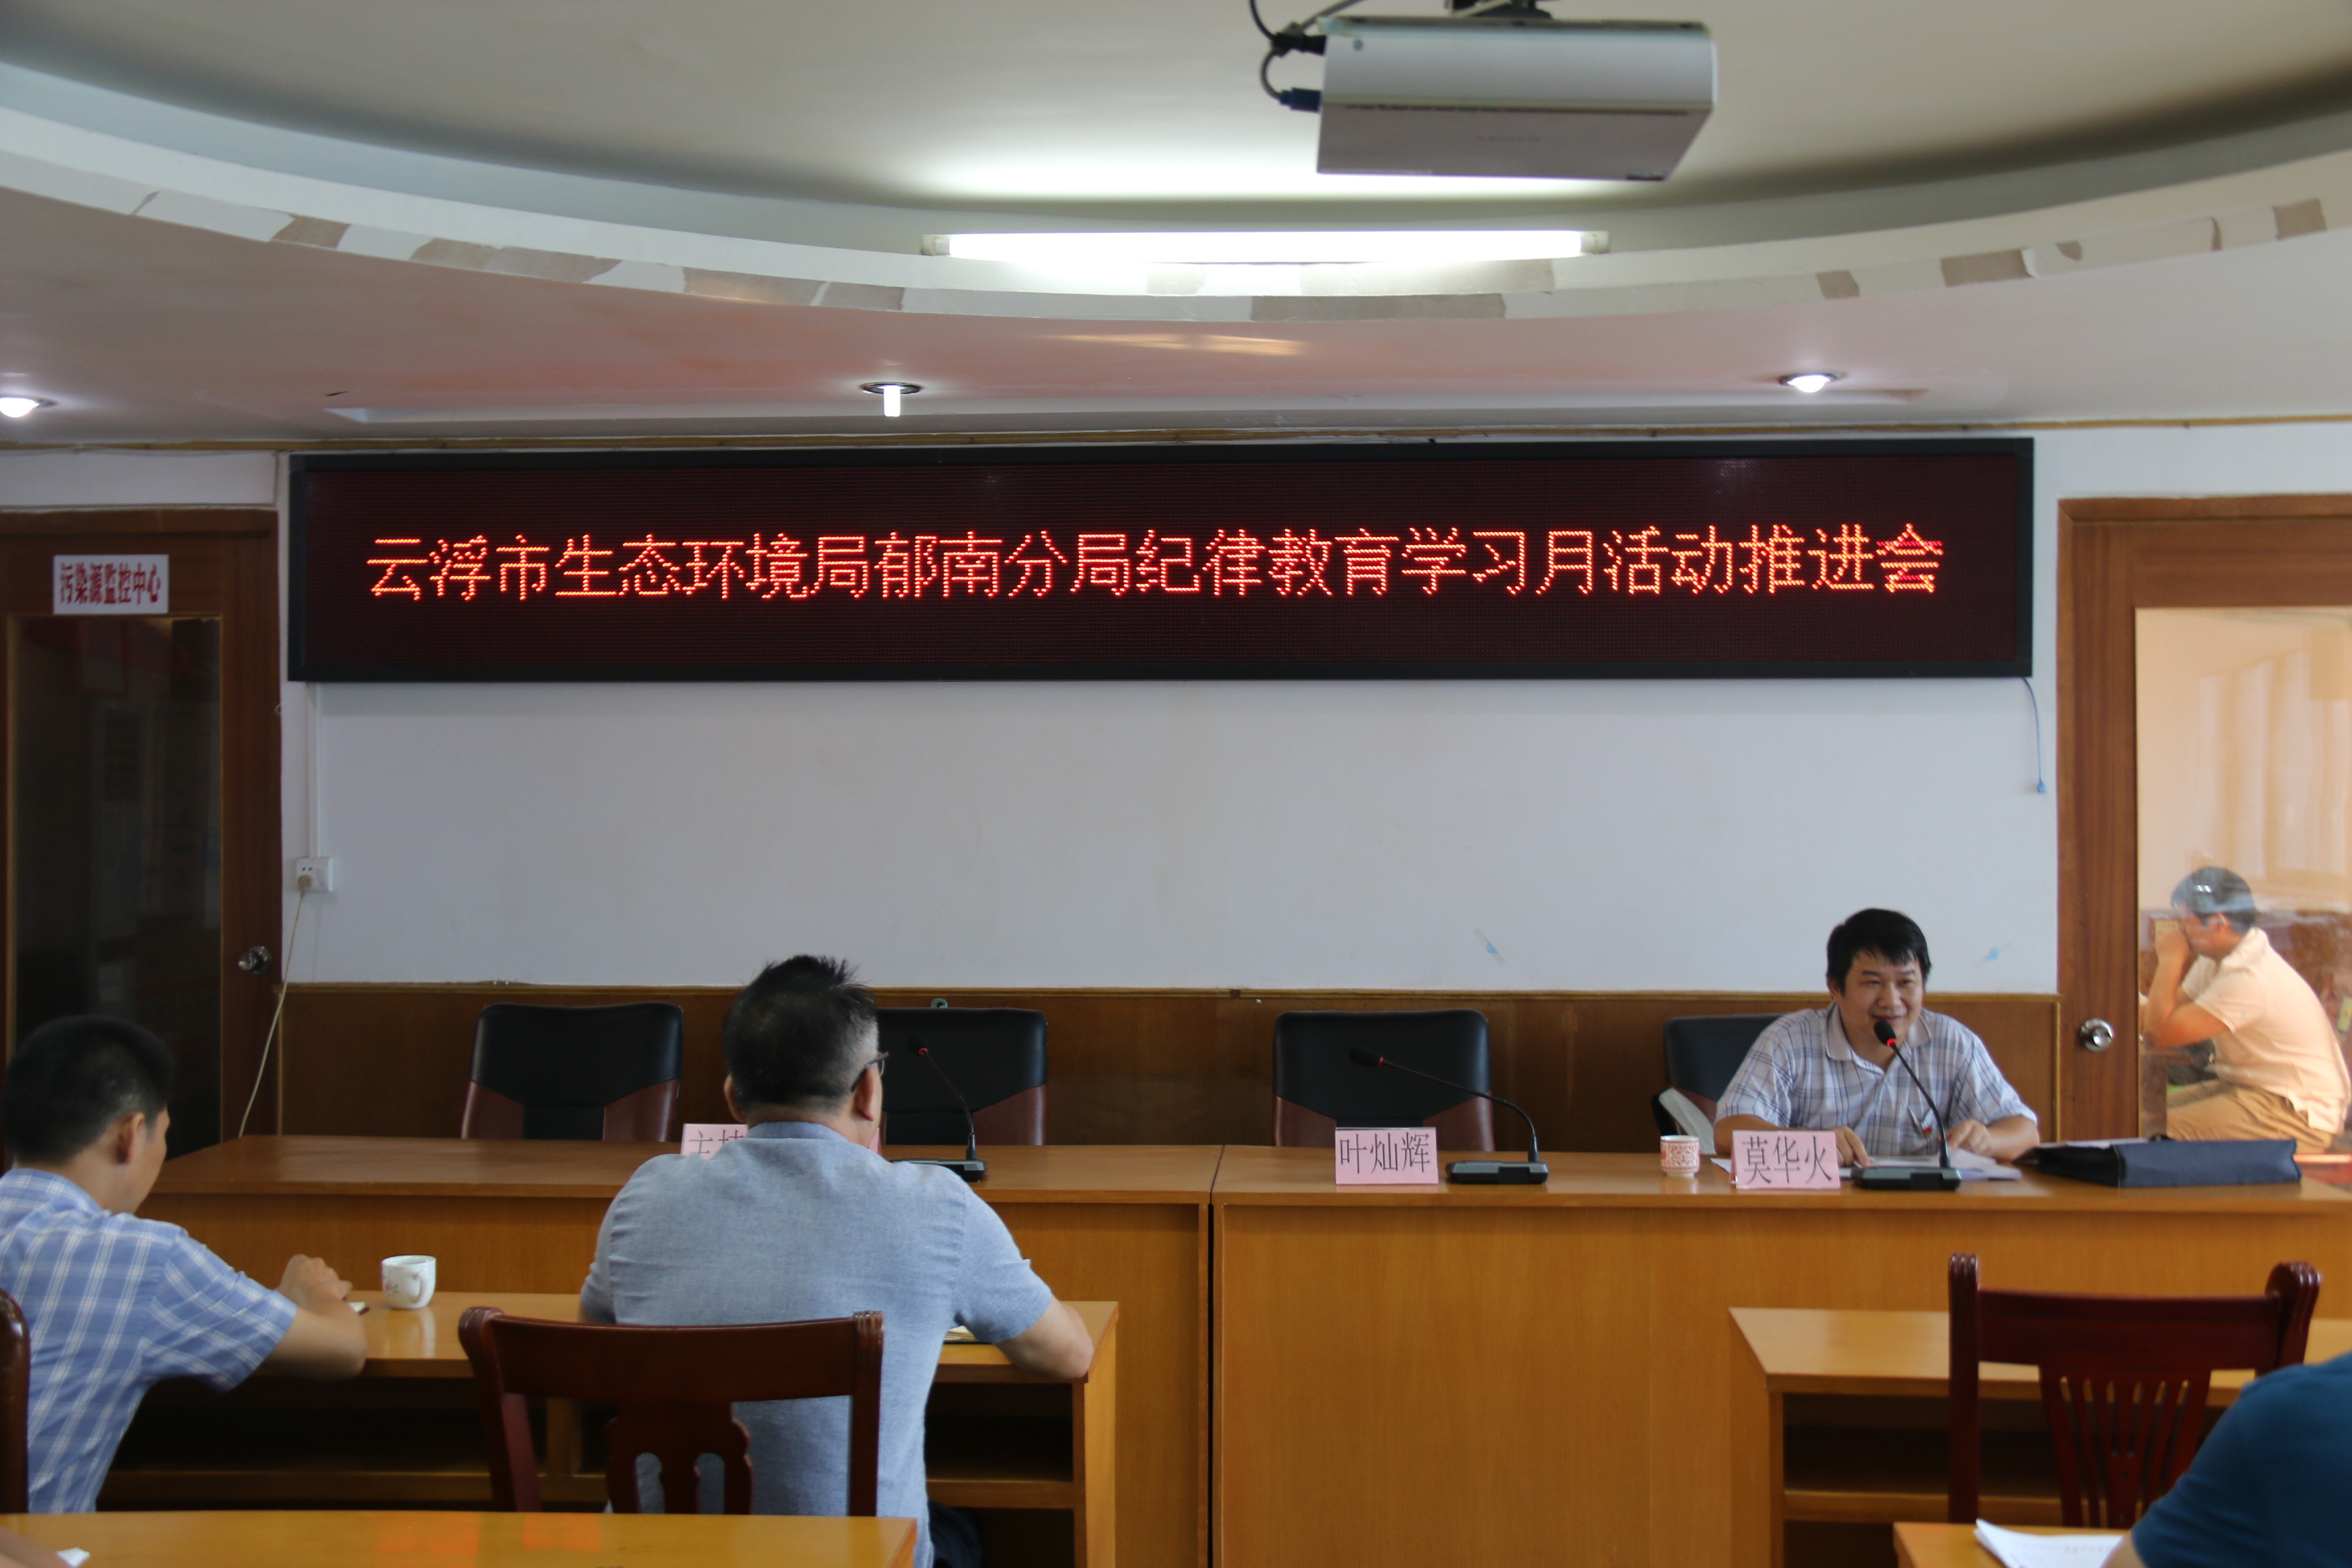 云浮市生态环境局郁南分局纪律教育学习月活动推进会
污染源监控中心
叶灿辉
莫华火